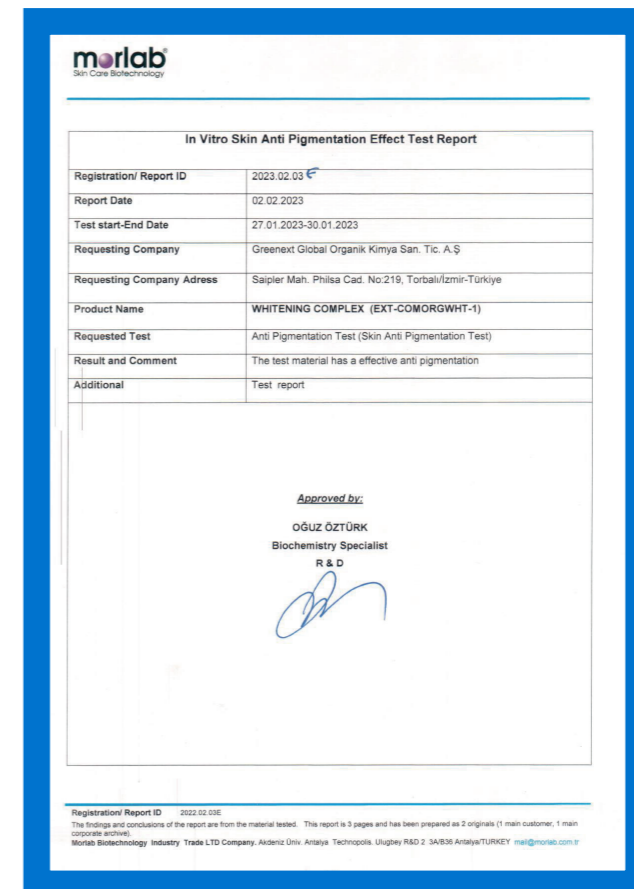 morlab®
Skin Care Biotechnology
In Vitro Skin Anti Pigmentation Effect Test Report
Registration/ Report ID 2023.02.03 E
Report Date 02.02.2023
Test start-End Date 27.01.2023-30.01.2023
Requesting Company Greenext Global Organik Kimya San. Tic. A.Ş
Requesting Company Adress Saipler Mah. Philsa Cad. No:219, Torbalı/İzmir-Türkiye
Product Name WHITENING COMPLEX (EXT-COMORGWHT-1)
Requested Test Anti Pigmentation Test (Skin Anti Pigmentation Test)
Result and Comment The test material has a effective anti pigmentation
Additional Test report
Approved by:
OĞUZ ÖZTÜRK
Biochemistry Specialist
R & D
Registration/ Report ID 2022.02.03E
The findings and conclusions of the report are from the material tested. This report is 3 pages and has been prepared as 2 originals (1 main customer, 1 main
corporate archive).
Morlab Biotechnology Industry Trade LTD Company. Akdeniz Üniv. Antalya Technopolis. Ulugbey R&D 2 3A/B36 Antalya/TURKEY mail@morlab.com.tr